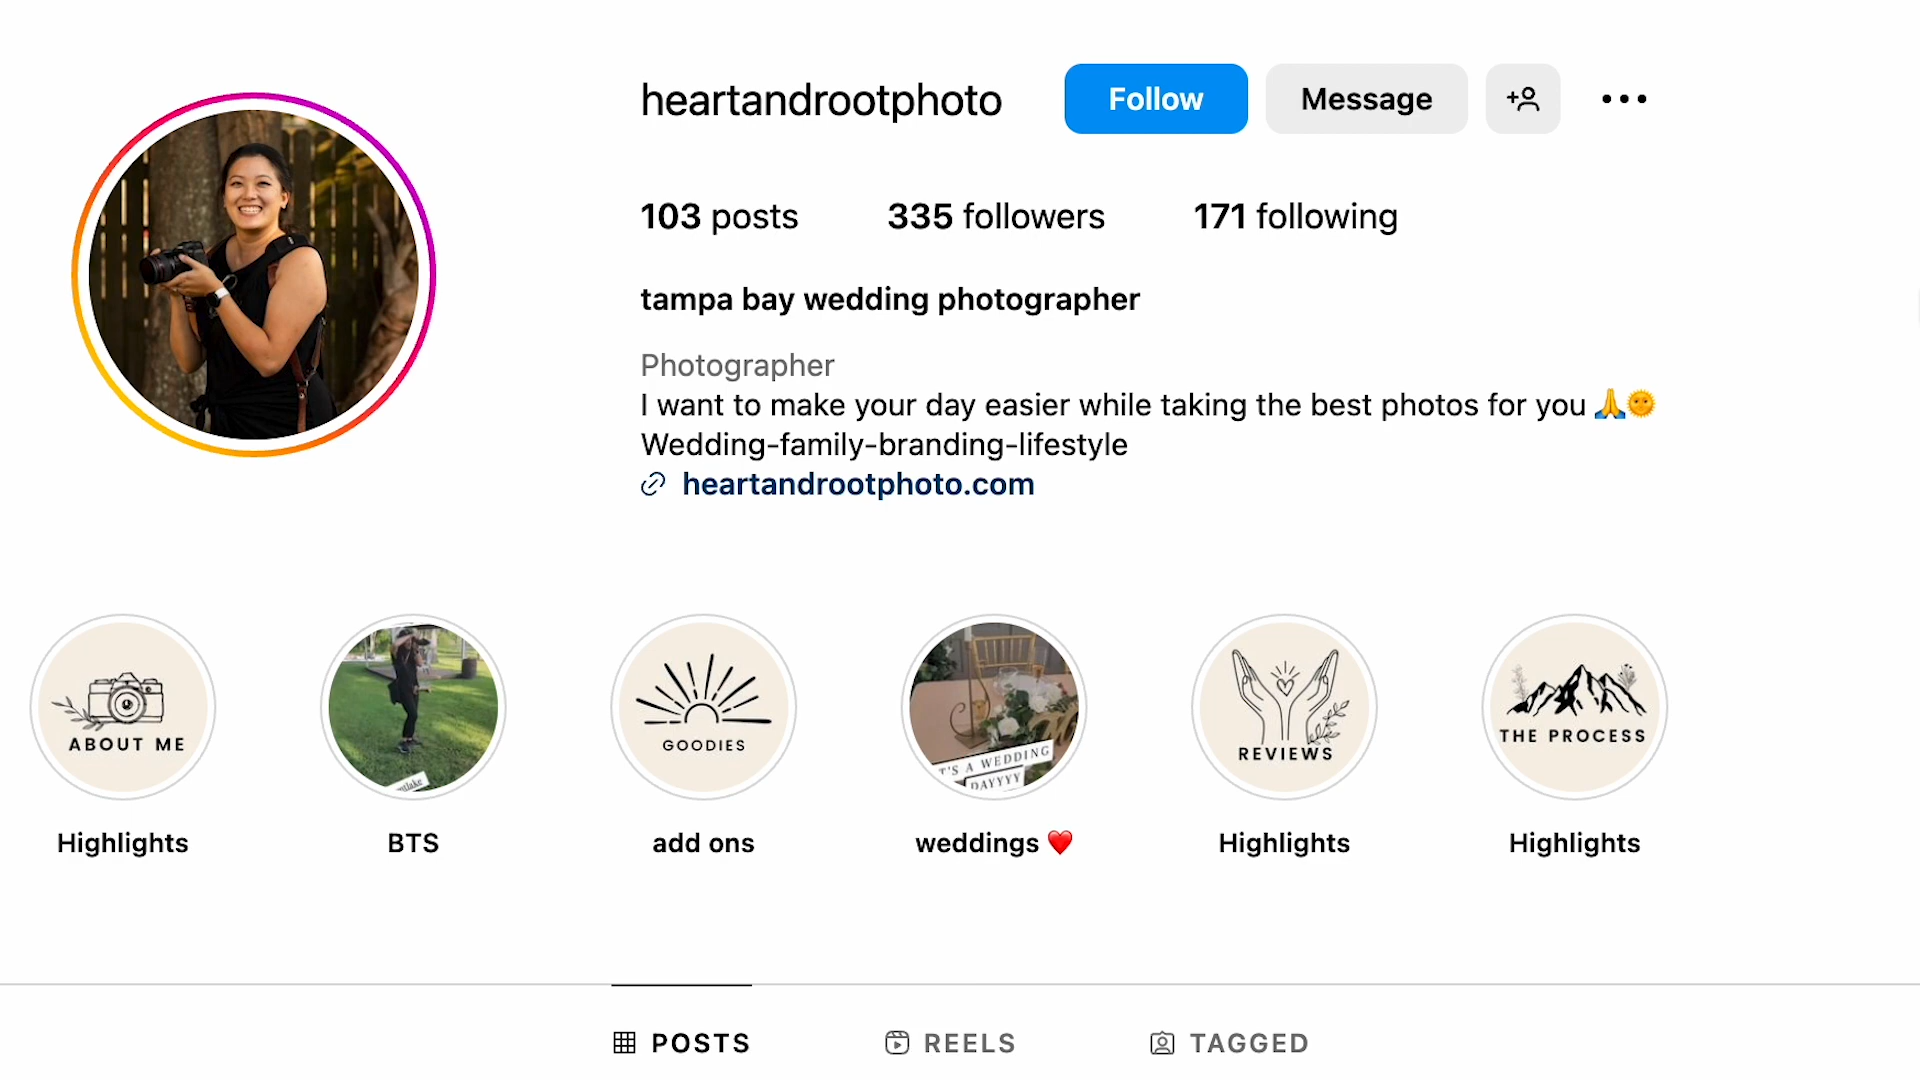 heartandrootphoto
Follow
Message
103 posts
335 followers
171 following
tampa bay wedding photographer
Photographer
I want to make your day easier while taking the best photos for you 🙏🌞
Wedding-family-branding-lifestyle
heartandrootphoto.com
ABOUT ME
GOODIES
T'S A WEDDING
DAYYYY
REVIEWS
THE PROCESS
Highlights
BTS
add ons
weddings ❤️
Highlights
Highlights
POSTS
REELS
TAGGED